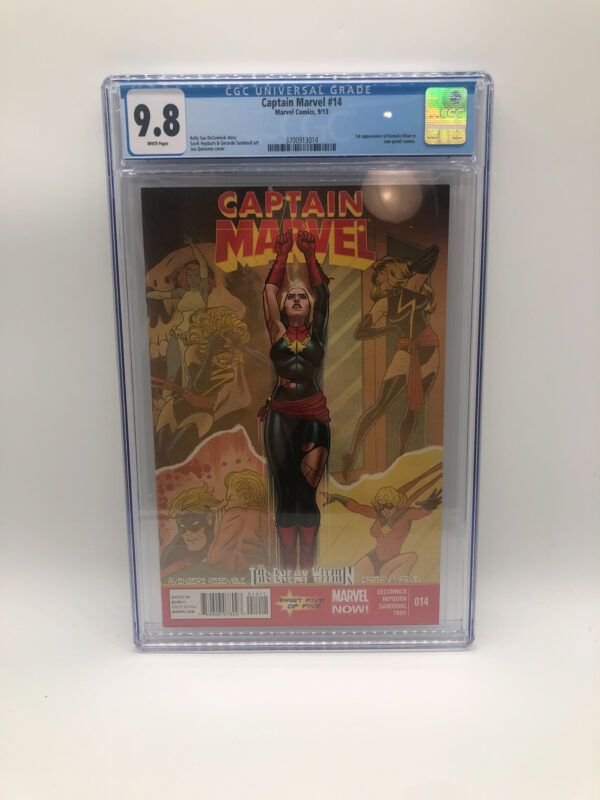 CGC UNIVERSAL GRADE
9.8
WHITE Pages
Captain Marvel #14
Marvel Comics, 9/13
Kelly Sue DeConnick story
Scott Hepburn & Gerardo Sandoval art
Joe Quinones cover
3700913014
1st appearance of Kamala Khan in
one-panel cameo.
CGC
CAPTAIN
MARVEL
AVENGERS ASSEMBLE
THE ENEMY WITHIN
CAPTAIN MARVEL
PART FIVE
OF FIVE
MARVEL
NOW!
DECONNICK
HEPBURN
SANDOVAL
TROY
014